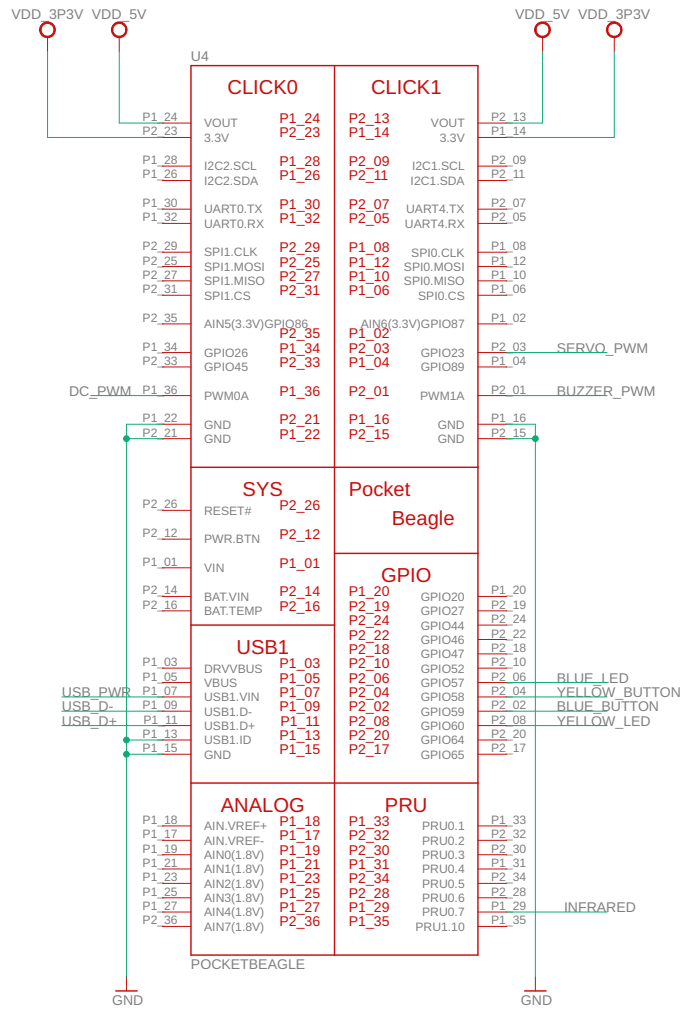 VDD_3P3V VDD_5V VDD_5V VDD_3P3V
U4
CLICK0 CLICK1
P1_24 VOUT P1_24 P2_13 VOUT P2_13
P2_23 3.3V P2_23 P1_14 3.3V P1_14
P1_28 I2C2.SCL P1_28 P2_09 I2C1.SCL P2_09
P1_26 I2C2.SDA P1_26 P2_11 I2C1.SDA P2_11
P1_30 UART0.TX P1_30 P2_07 UART4.TX P2_07
P1_32 UART0.RX P1_32 P2_05 UART4.RX P2_05
P2_29 SPI1.CLK P2_29 P1_08 SPI0.CLK P1_08
P2_25 SPI1.MOSI P2_25 P1_12 SPI0.MOSI P1_12
P2_27 SPI1.MISO P2_27 P1_10 SPI0.MISO P1_10
P2_31 SPI1.CS P2_31 P1_06 SPI0.CS P1_06
P2_35 AIN5(3.3V)GPIO86 AIN6(3.3V)GPIO87 P1_02
P2_35 P1_02
P1_34 GPIO26 P1_34 P2_03 GPIO23 P2_03 SERVO_PWM
P2_33 GPIO45 P2_33 P1_04 GPIO89 P1_04
DC_PWM P1_36 PWM0A P1_36 P2_01 PWM1A P2_01 BUZZER_PWM
P1_22 GND P2_21 P1_16 GND P1_16
P2_21 GND P1_22 P2_15 GND P2_15
SYS Pocket
P2_26 RESET# P2_26 Beagle
P2_12 PWR.BTN P2_12
P1_01 VIN P1_01
GPIO
P2_14 BAT.VIN P2_14 P1_20 GPIO20 P1_20
P2_16 BAT.TEMP P2_16 P2_19 GPIO27 P2_19
P2_24 GPIO44 P2_24
P2_22 GPIO46 P2_22
USB1
P2_18 GPIO47 P2_18
P1_03 DRVVBUS P1_03 P2_10 GPIO52 P2_10
P1_05 VBUS P1_05 P2_06 GPIO57 P2_06 BLUE_LED
USB_PWR P1_07 USB1.VIN P1_07 P2_04 GPIO58 P2_04 YELLOW_BUTTON
USB_D- P1_09 USB1.D- P1_09 P2_02 GPIO59 P2_02 BLUE_BUTTON
USB_D+ P1_11 USB1.D+ P1_11 P2_08 GPIO60 P2_08 YELLOW_LED
P1_13 USB1.ID P1_13 P2_20 GPIO64 P2_20
P1_15 GND P1_15 P2_17 GPIO65 P2_17
ANALOG PRU
P1_18 AIN.VREF+ P1_18 P1_33 PRU0.1 P1_33
P1_17 AIN.VREF- P1_17 P2_32 PRU0.2 P2_32
P1_19 AIN0(1.8V) P1_19 P2_30 PRU0.3 P2_30
P1_21 AIN1(1.8V) P1_21 P1_31 PRU0.4 P1_31
P1_23 AIN2(1.8V) P1_23 P2_34 PRU0.5 P2_34
P1_25 AIN3(1.8V) P1_25 P2_28 PRU0.6 P2_28
P1_27 AIN4(1.8V) P1_27 P1_29 PRU0.7 P1_29 INFRARED
P2_36 AIN7(1.8V) P2_36 P1_35 PRU1.10 P1_35
POCKETBEAGLE
GND GND